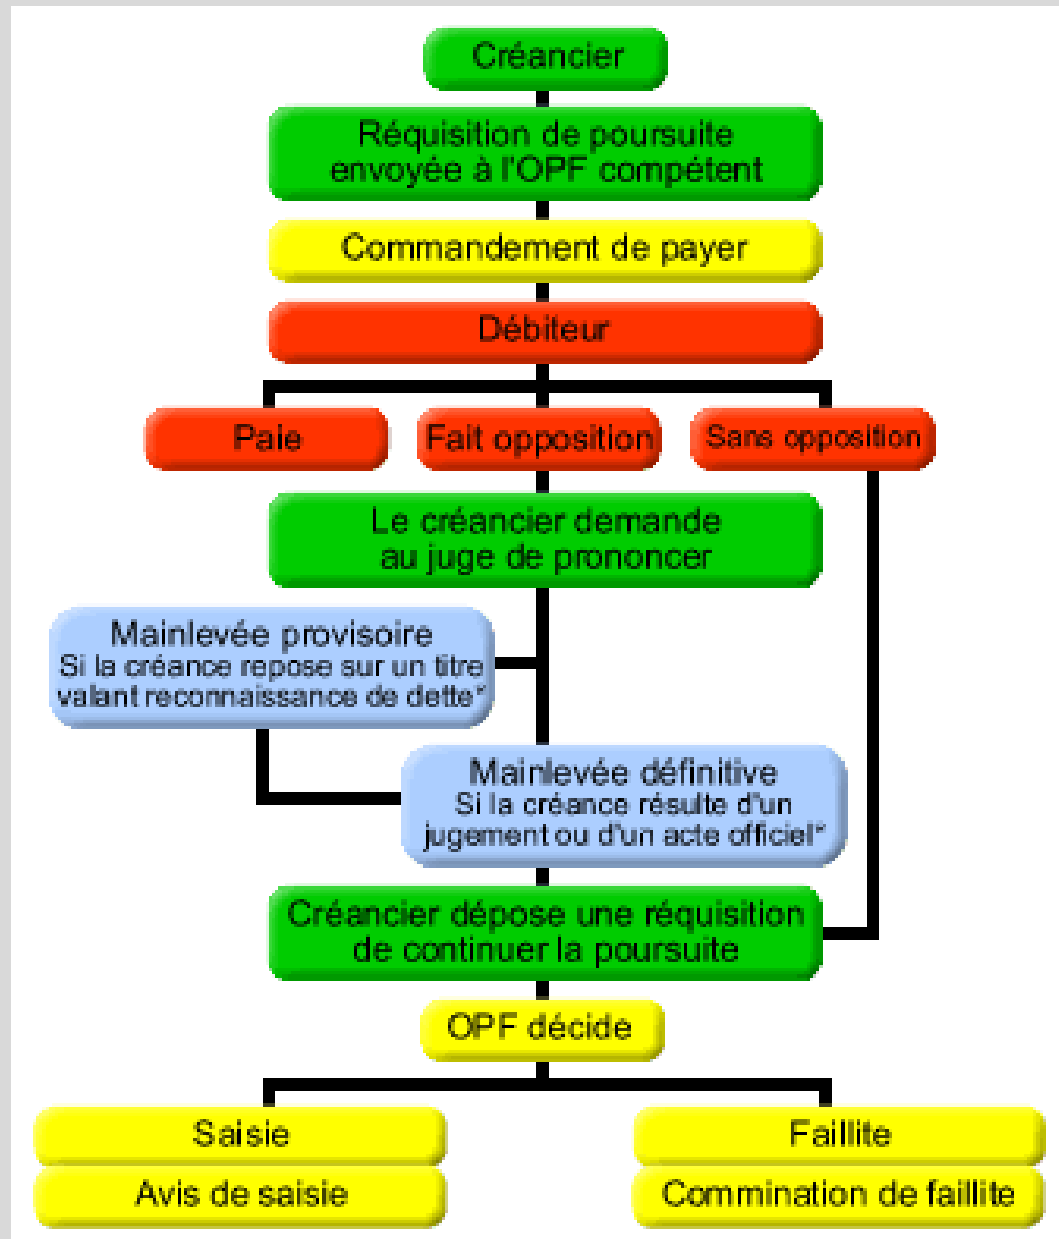 Créancier
Réquisition de poursuite
envoyée à l'OPF compétent
Commandement de payer
Débiteur
Paie
Fait opposition
Sans opposition
Le créancier demande
au juge de prononcer
Mainlevée provisoire
Si la créance repose sur un titre
valant reconnaissance de dette*
Mainlevée définitive
Si la créance résulte d'un
jugement ou d'un acte officiel*
Créancier dépose une réquisition
de continuer la poursuite
OPF décide
Saisie
Avis de saisie
Faillite
Commination de faillite